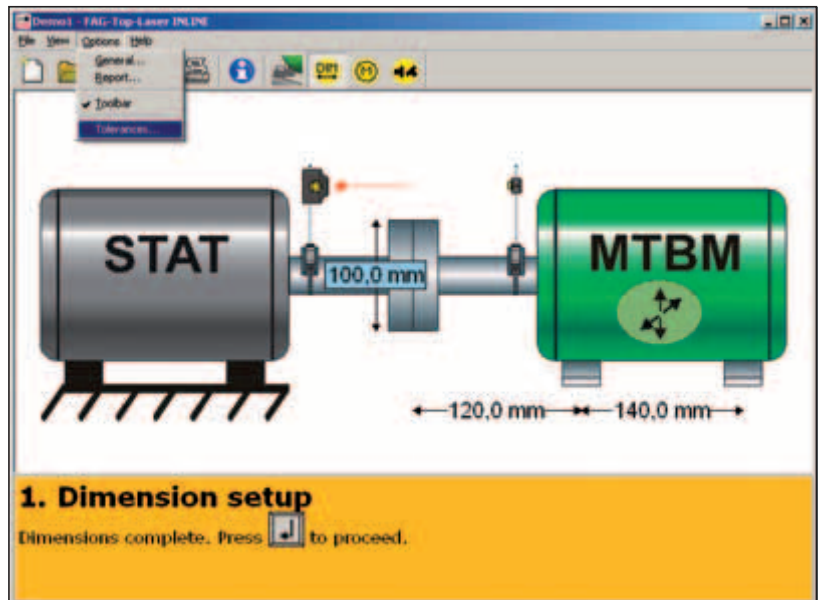 Demo1 - FAG-Top-Laser INLINE
File View Options Help
General...
Report...
Toolbar
Tolerances...
DIM
M
STAT
MTBM
100,0 mm
120,0 mm
140,0 mm
1. Dimension setup
Dimensions complete. Press to proceed.